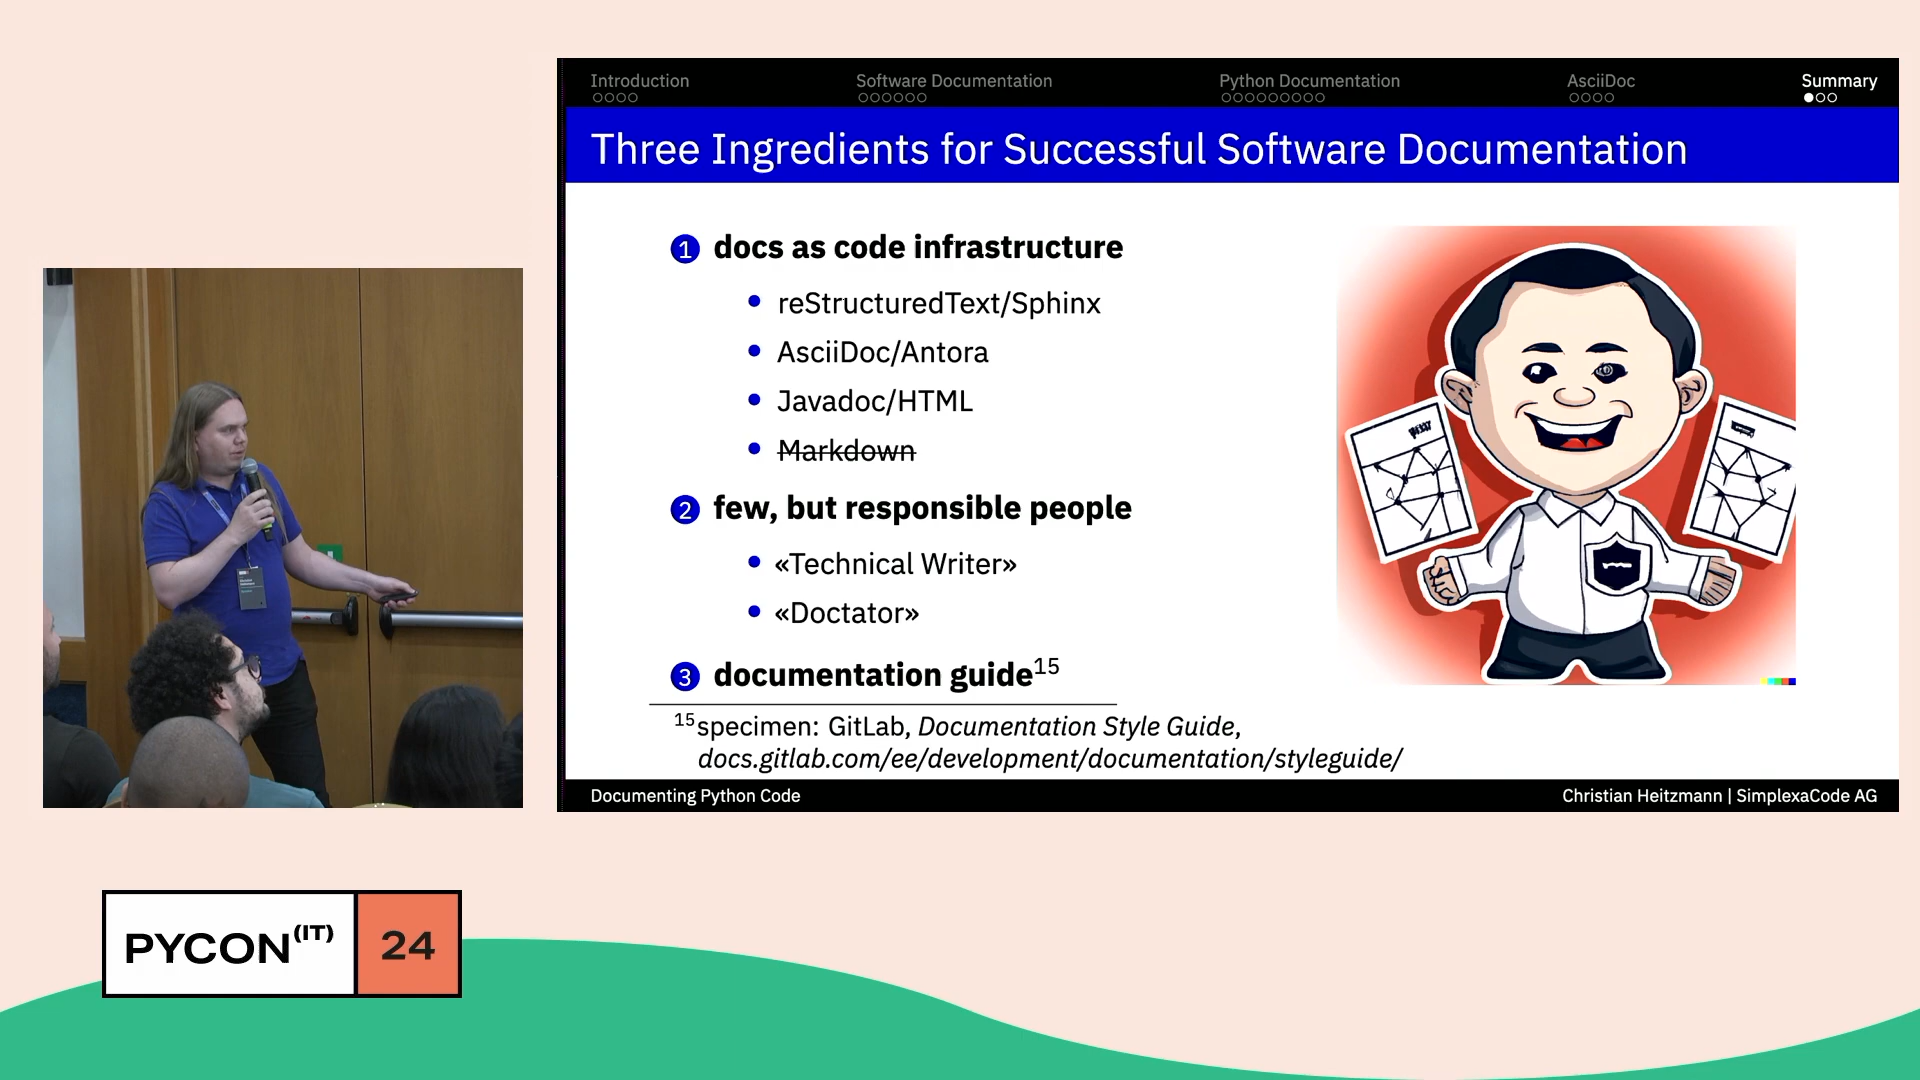 Introduction
Software Documentation
Python Documentation
AsciiDoc
Summary
Three Ingredients for Successful Software Documentation
1 docs as code infrastructure
• reStructuredText/Sphinx
• AsciiDoc/Antora
• Javadoc/HTML
• Markdown
2 few, but responsible people
• «Technical Writer»
• «Doctator»
3 documentation guide15
15specimen: GitLab, Documentation Style Guide,
docs.gitlab.com/ee/development/documentation/styleguide/
Documenting Python Code
Christian Heitzmann | SimplexaCode AG
PYCON(IT) 24